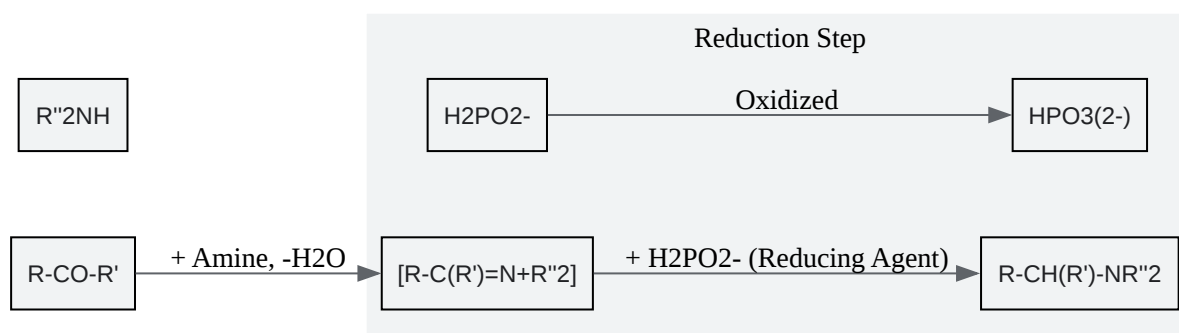 Reduction Step
R"2NH
H2PO2-
Oxidized
HPO3(2-)
R-CO-R'
+ Amine, -H2O
[R-C(R')=N+R"2]
+ H2PO2- (Reducing Agent)
R-CH(R')-NR"2